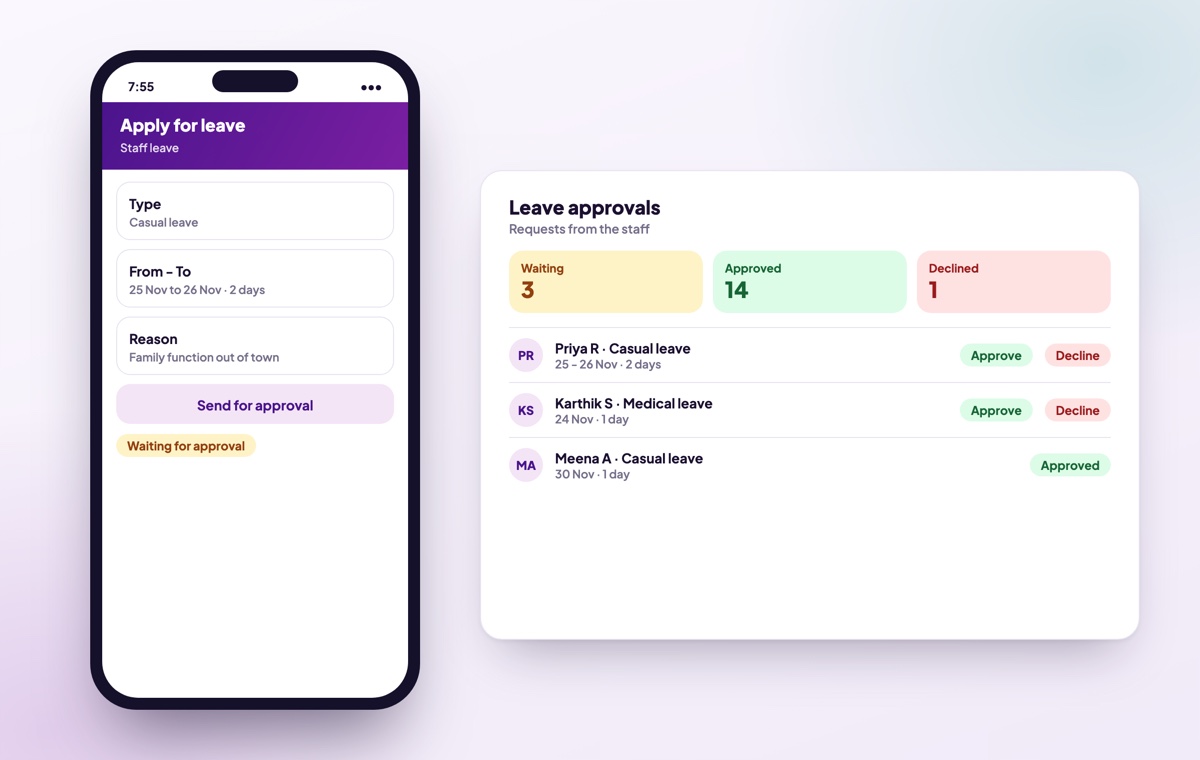 7:55
Apply for leave
Staff leave
Type
Casual leave
From – To
25 Nov to 26 Nov · 2 days
Reason
Family function out of town
Send for approval
Waiting for approval
Leave approvals
Requests from the staff
Waiting
3
Approved
14
Declined
1
PR
Priya R · Casual leave
25 – 26 Nov · 2 days
Approve
Decline
KS
Karthik S · Medical leave
24 Nov · 1 day
Approve
Decline
MA
Meena A · Casual leave
30 Nov · 1 day
Approved